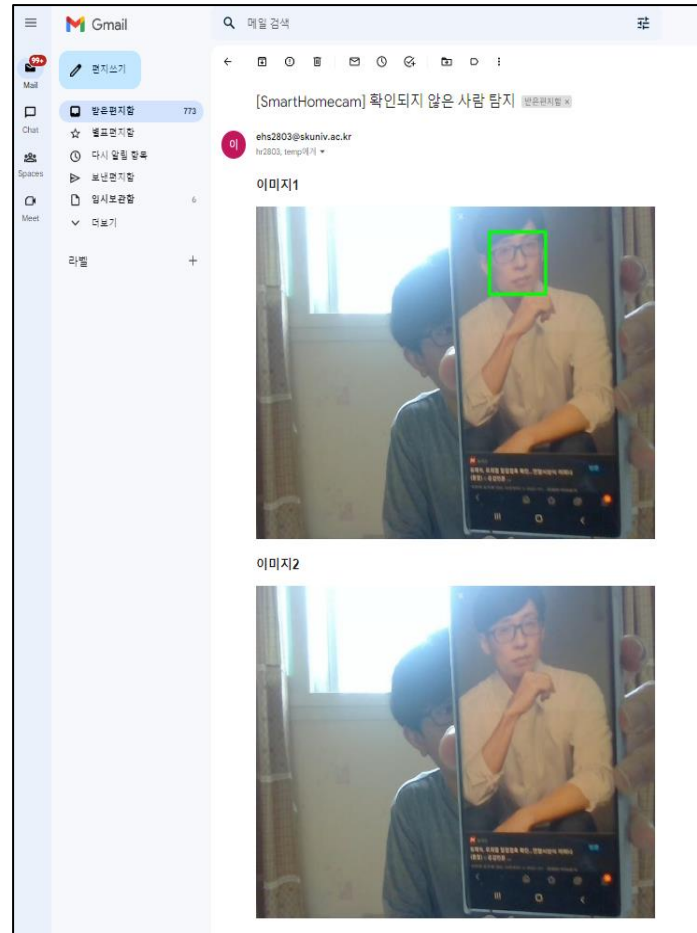 Gmail
메일 검색
99+
Mail
편지쓰기
Chat
받은편지함 773
별표편지함
Spaces
다시 알림 항목
보낸편지함
Meet
임시보관함 6
더보기
라벨 +
[SmartHomecam] 확인되지 않은 사람 탐지 받은편지함 ×
이
ehs2803@skuniv.ac.kr
hr2803, temp에게
이미지1
이미지2